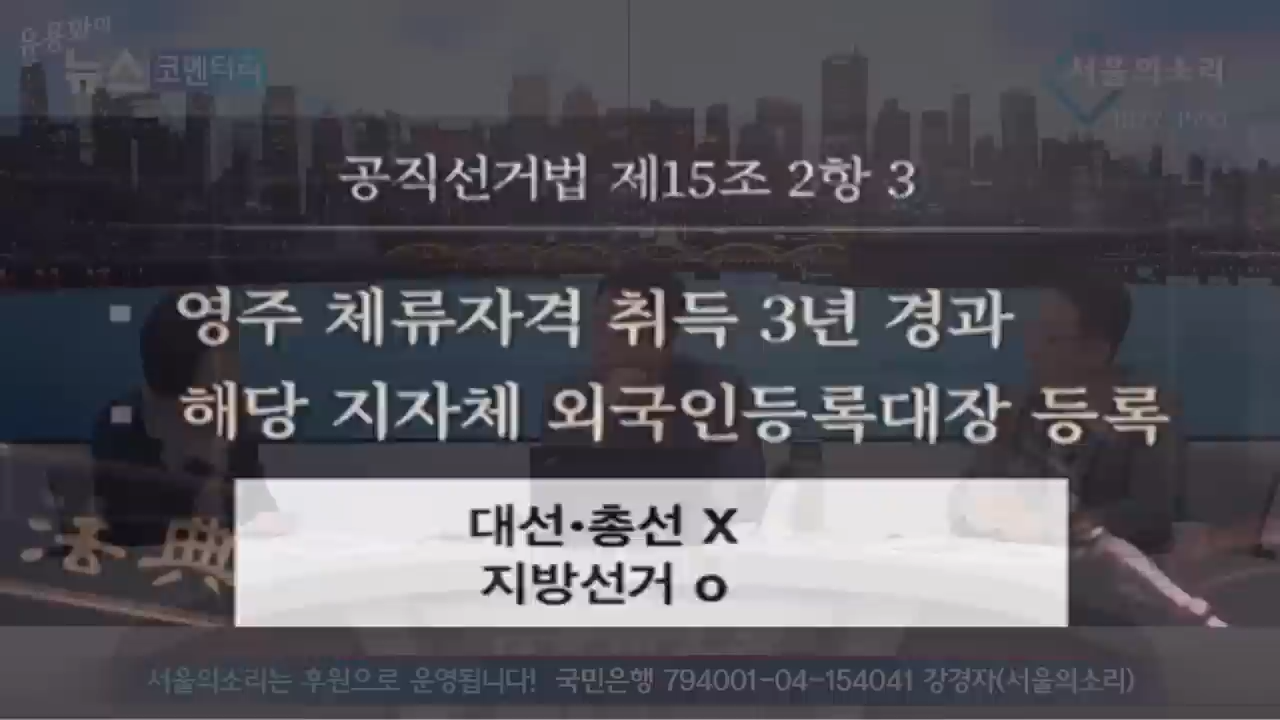 유용화의
뉴스 코멘터리
서울의소리
공직선거법 제15조 2항 3
▪ 영주 체류자격 취득 3년 경과
▪ 해당 지자체 외국인등록대장 등록
法典
대선·총선 X
지방선거 o
서울의소리는 후원으로 운영됩니다! 국민은행 794001-04-154041 강경자(서울의소리)